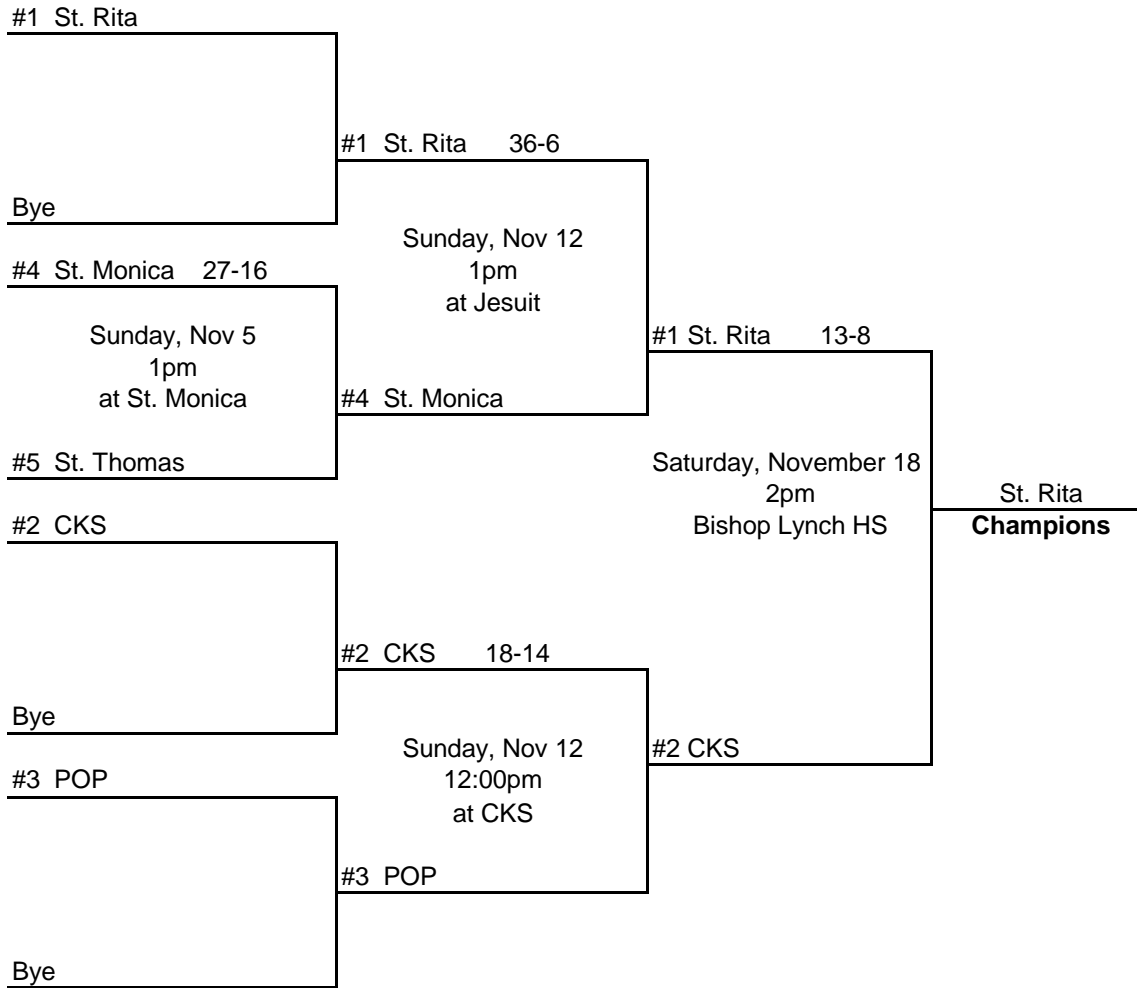 #1 St. Rita
#1 St. Rita 36-6
Bye
Sunday, Nov 12
1pm
at Jesuit
#4 St. Monica 27-16
Sunday, Nov 5
1pm
at St. Monica
#1 St. Rita 13-8
#4 St. Monica
#5 St. Thomas
Saturday, November 18
2pm
Bishop Lynch HS
St. Rita
Champions
#2 CKS
#2 CKS 18-14
Bye
Sunday, Nov 12
12:00pm
at CKS
#2 CKS
#3 POP
#3 POP
Bye